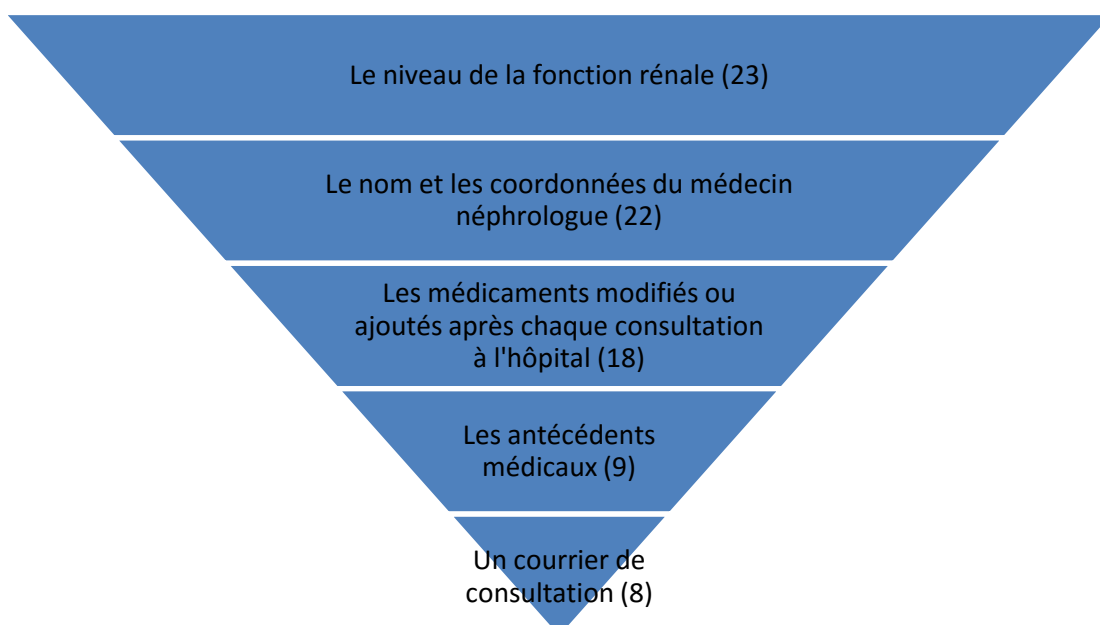 Le niveau de la fonction rénale (23)
Le nom et les coordonnées du médecin
néphrologue (22)
Les médicaments modifiés ou
ajoutés après chaque consultation
à l'hôpital (18)
Les antécédents
médicaux (9)
Un courrier de
consultation (8)